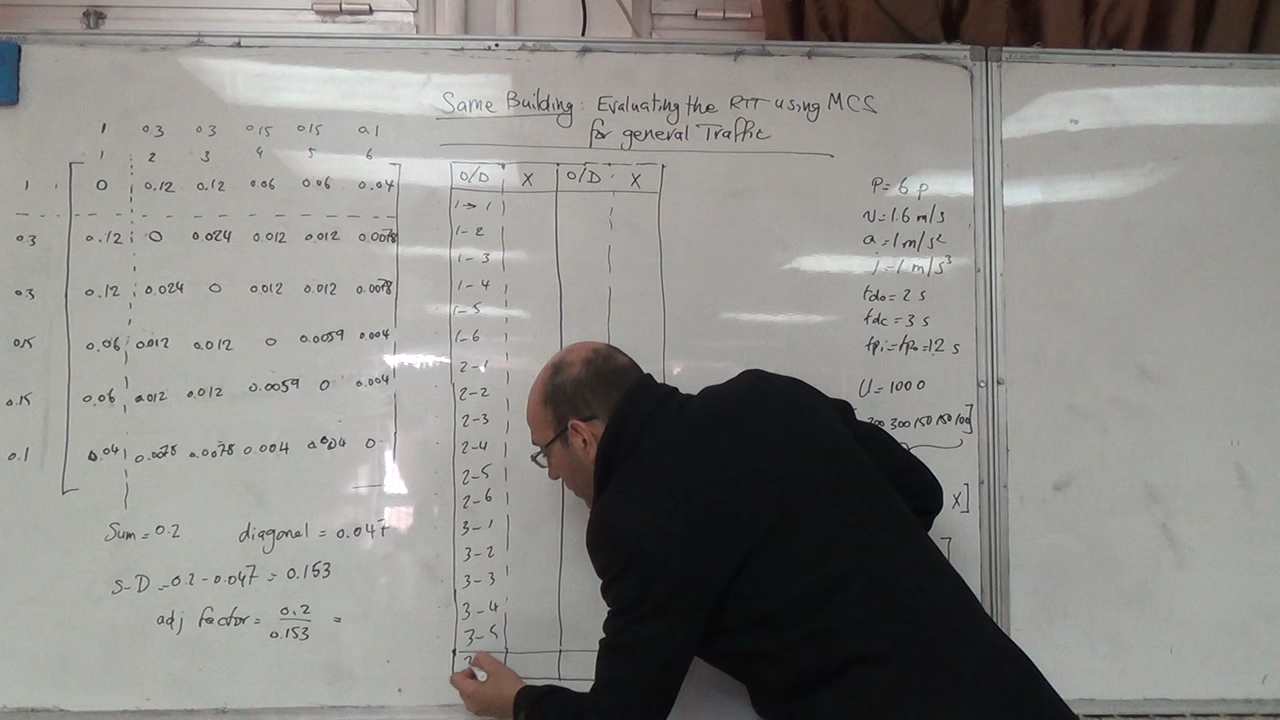 Same Building: Evaluating the RTT using MCS
for general Traffic
1 0.3 0.3 0.15 0.15 0.1
1 2 3 4 5 6
1 0 0.12 0.12 0.06 0.06 0.04
0.3 0.12 0 0.024 0.012 0.012 0.0078
0.3 0.12 0.024 0 0.012 0.012 0.0078
0.15 0.06 0.012 0.012 0 0.0059 0.004
0.15 0.06 0.012 0.012 0.0059 0 0.004
0.1 0.04 0.0078 0.0078 0.004 0.004 0
Sum = 0.2 diagonal = 0.047
S-D = 0.2 - 0.047 = 0.153
adj factor = 0.2 / 0.153 =
O/D X O/D X
1→1
1-2
1-3
1-4
1-5
1-6
2-1
2-2
2-3
2-4
2-5
2-6
3-1
3-2
3-3
3-4
3-5
P = 6 p
v = 1.6 m/s
a = 1 m/s²
j = 1 m/s³
tdo = 2 s
tdc = 3 s
tpi = tpo = 1.2 s
U = 1000
300 150 150 100]
X]
]